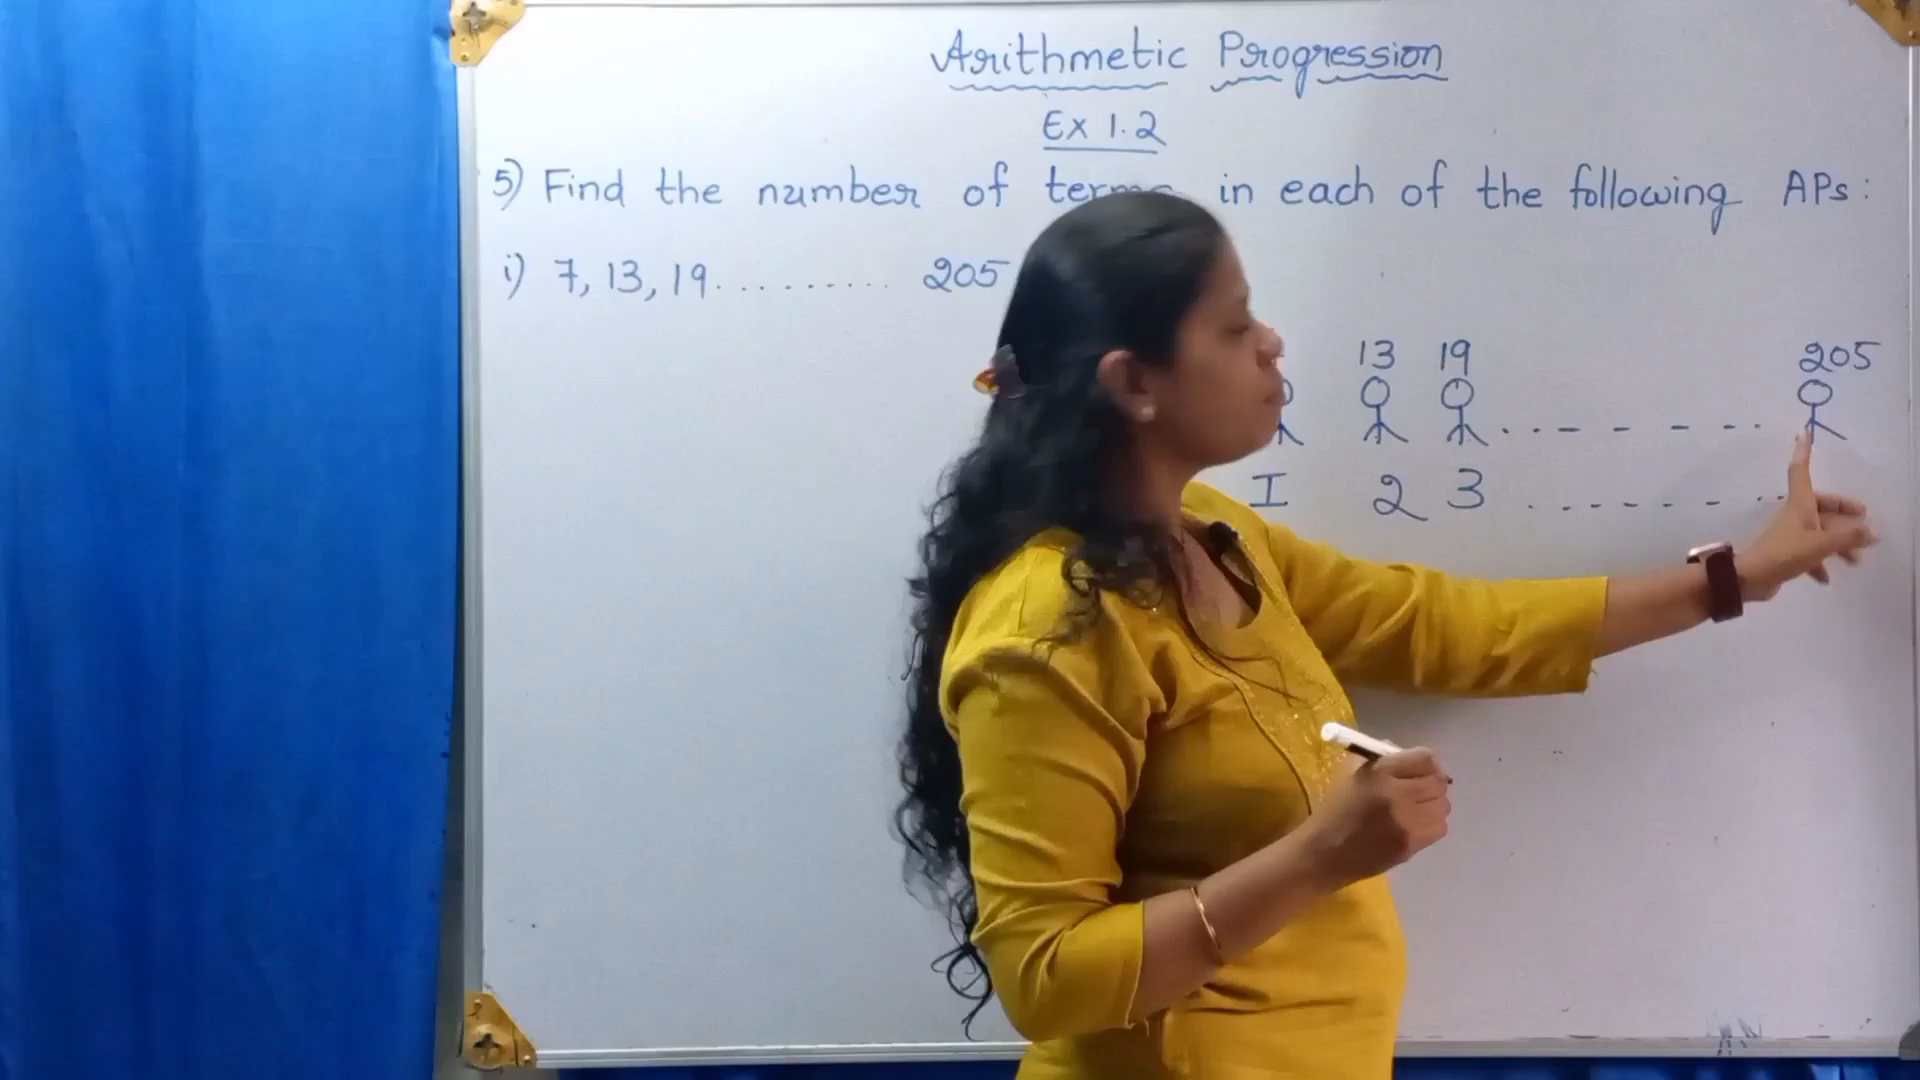 Arithmetic Progression
Ex 1.2
5) Find the number of terms in each of the following APs:
i) 7, 13, 19.......... 205
13 19 205
I 2 3 ........